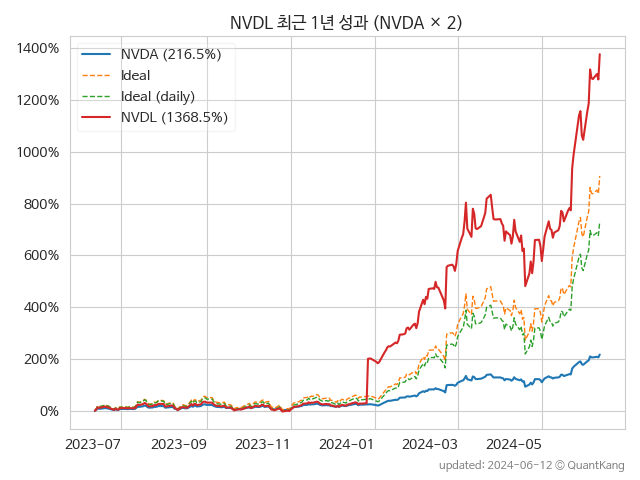 NVDL 최근 1년 성과 (NVDA × 2)
1400%
1200%
1000%
800%
600%
400%
200%
0%
NVDA (216.5%)
Ideal
Ideal (daily)
NVDL (1368.5%)
2023-07 2023-09 2023-11 2024-01 2024-03 2024-05
updated: 2024-06-12 © QuantKang